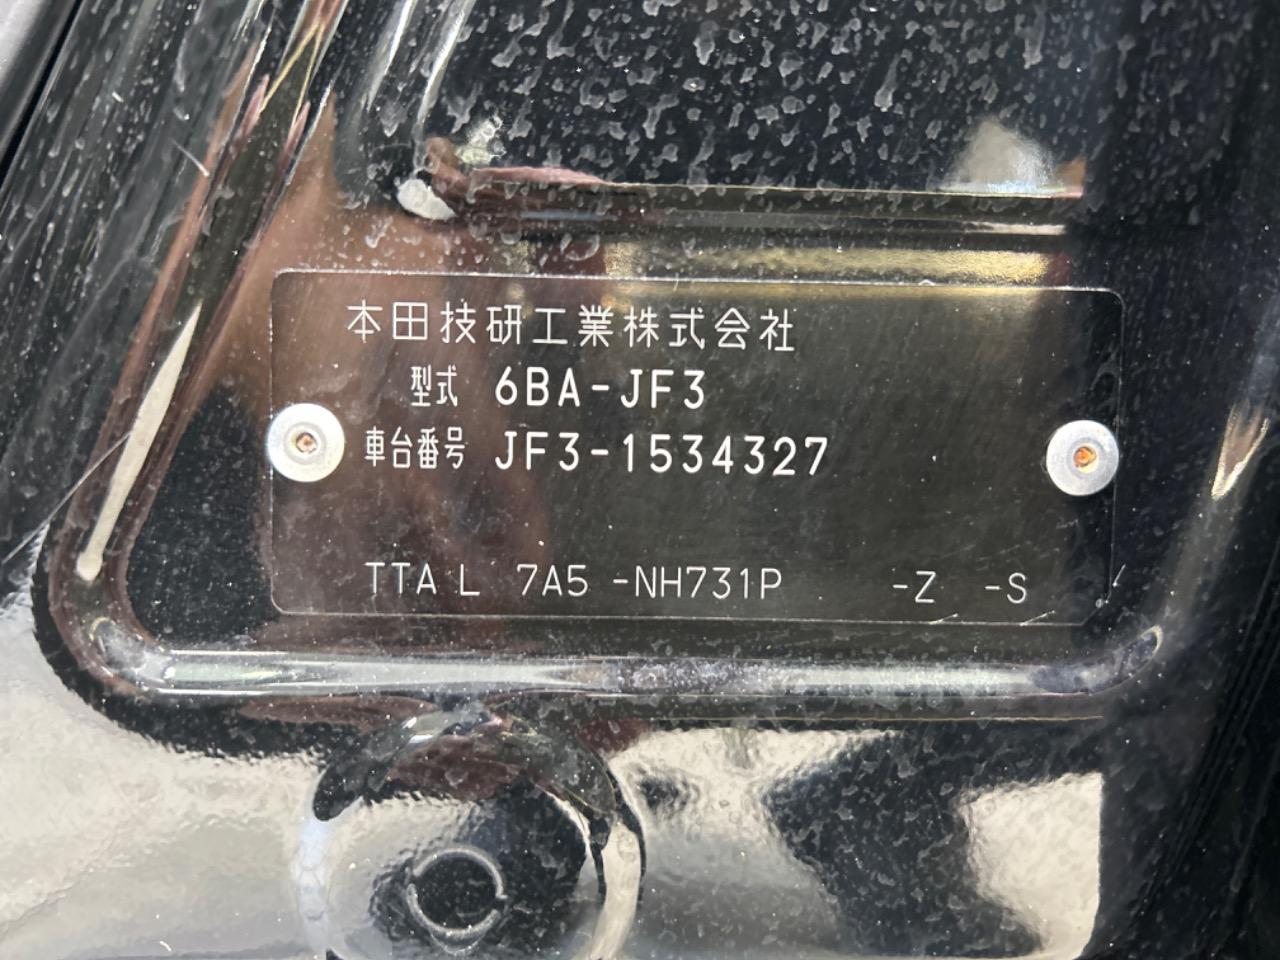 本田技研工業株式会社
型式 6BA-JF3
車台番号 JF3-1534327
TTA L 7A5 -NH731P -Z -S